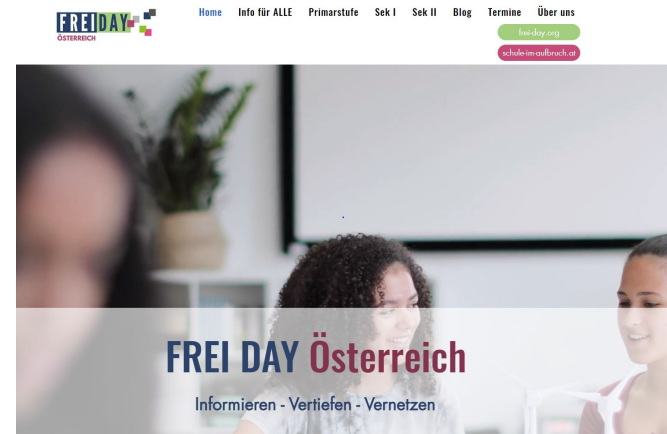 FREIDAY
ÖSTERREICH
Home Info für ALLE Primarstufe Sek I Sek II Blog Termine Über uns
frei-day.org
schule-im-aufbruch.at
FREI DAY Österreich
Informieren - Vertiefen - Vernetzen